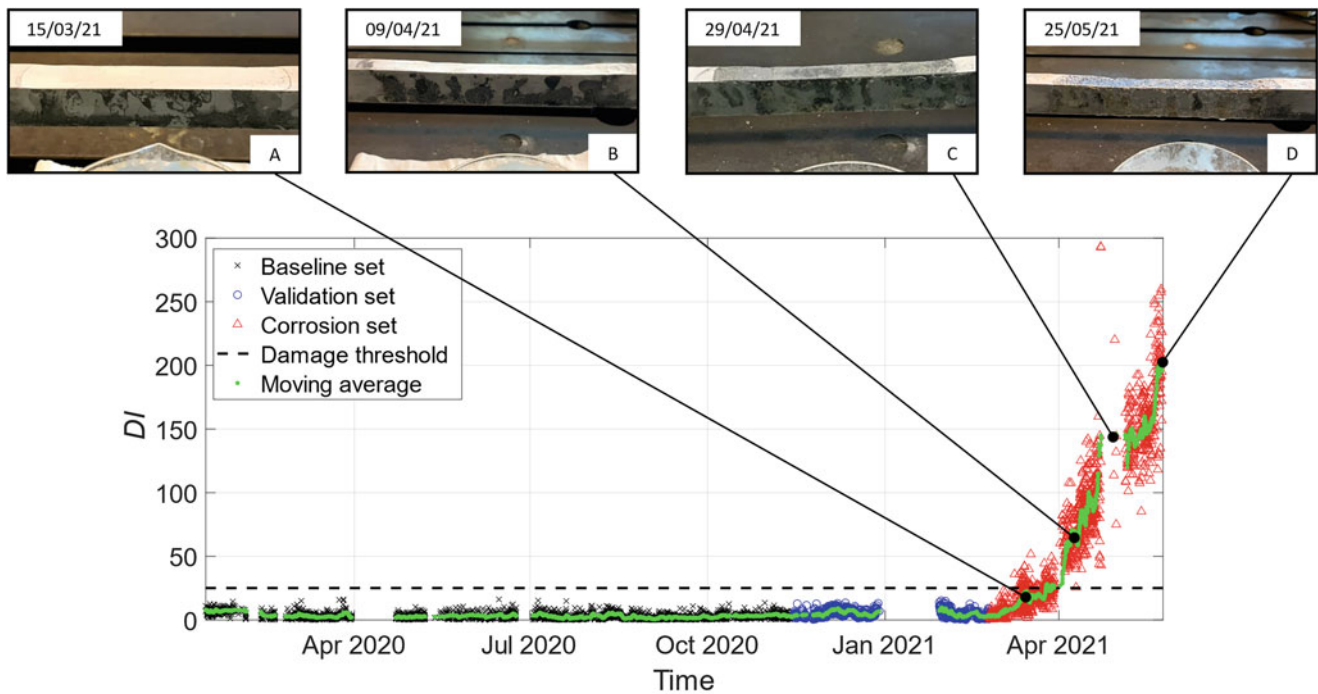 15/03/21
09/04/21
29/04/21
25/05/21
A
B
C
D
300
250
200
150
100
50
0
DI
Baseline set
Validation set
Corrosion set
Damage threshold
Moving average
Apr 2020
Jul 2020
Oct 2020
Jan 2021
Apr 2021
Time